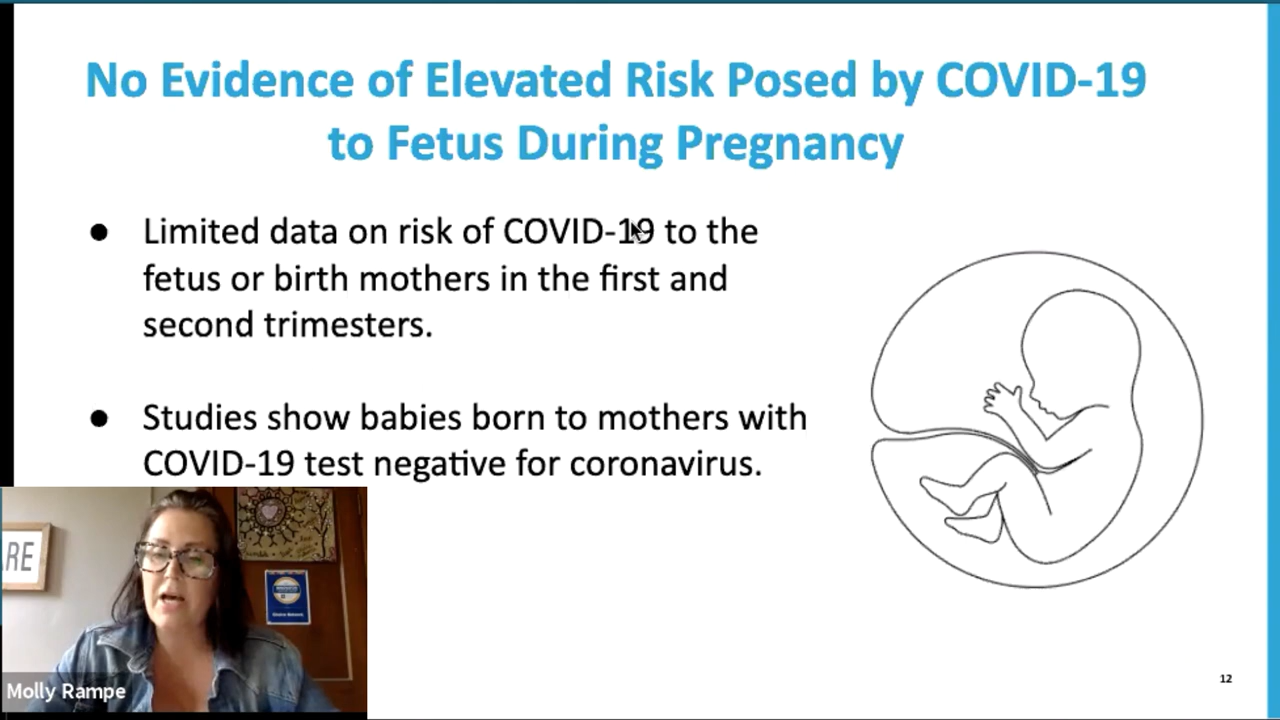 No Evidence of Elevated Risk Posed by COVID-19
to Fetus During Pregnancy
● Limited data on risk of COVID-19 to the
fetus or birth mothers in the first and
second trimesters.
● Studies show babies born to mothers with
COVID-19 test negative for coronavirus.
RE
Molly Rampe
12